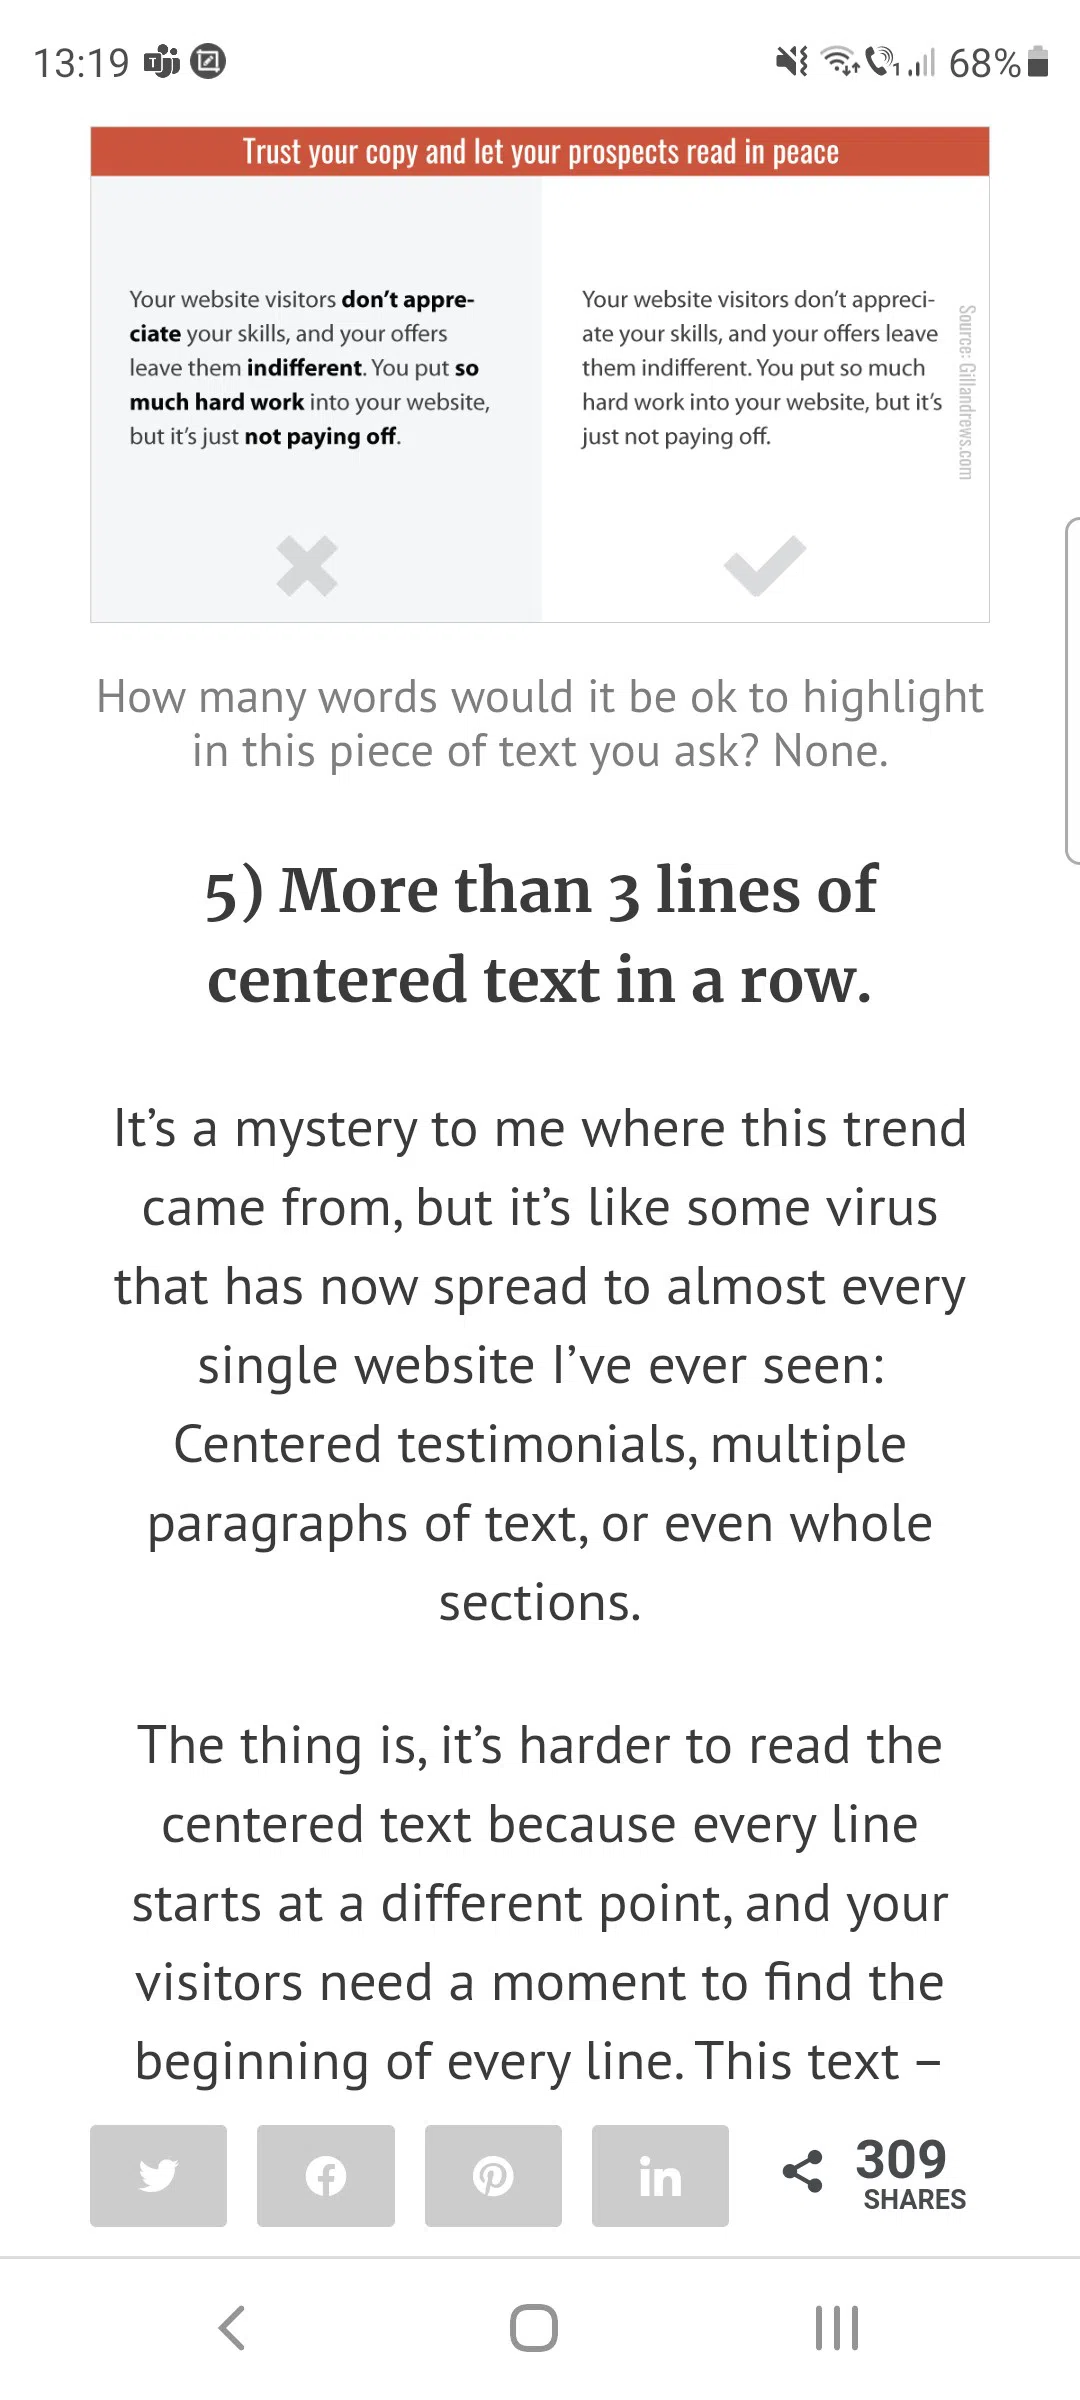 13:19
68%
Trust your copy and let your prospects read in peace
Your website visitors don't appre-
ciate your skills, and your offers
leave them indifferent. You put so
much hard work into your website,
but it's just not paying off.
Your website visitors don't appreci-
ate your skills, and your offers leave
them indifferent. You put so much
hard work into your website, but it's
just not paying off.
Source: Gillandrews.com
How many words would it be ok to highlight
in this piece of text you ask? None.
5) More than 3 lines of
centered text in a row.
It's a mystery to me where this trend
came from, but it's like some virus
that has now spread to almost every
single website I've ever seen:
Centered testimonials, multiple
paragraphs of text, or even whole
sections.
The thing is, it's harder to read the
centered text because every line
starts at a different point, and your
visitors need a moment to find the
beginning of every line. This text –
in
309
SHARES